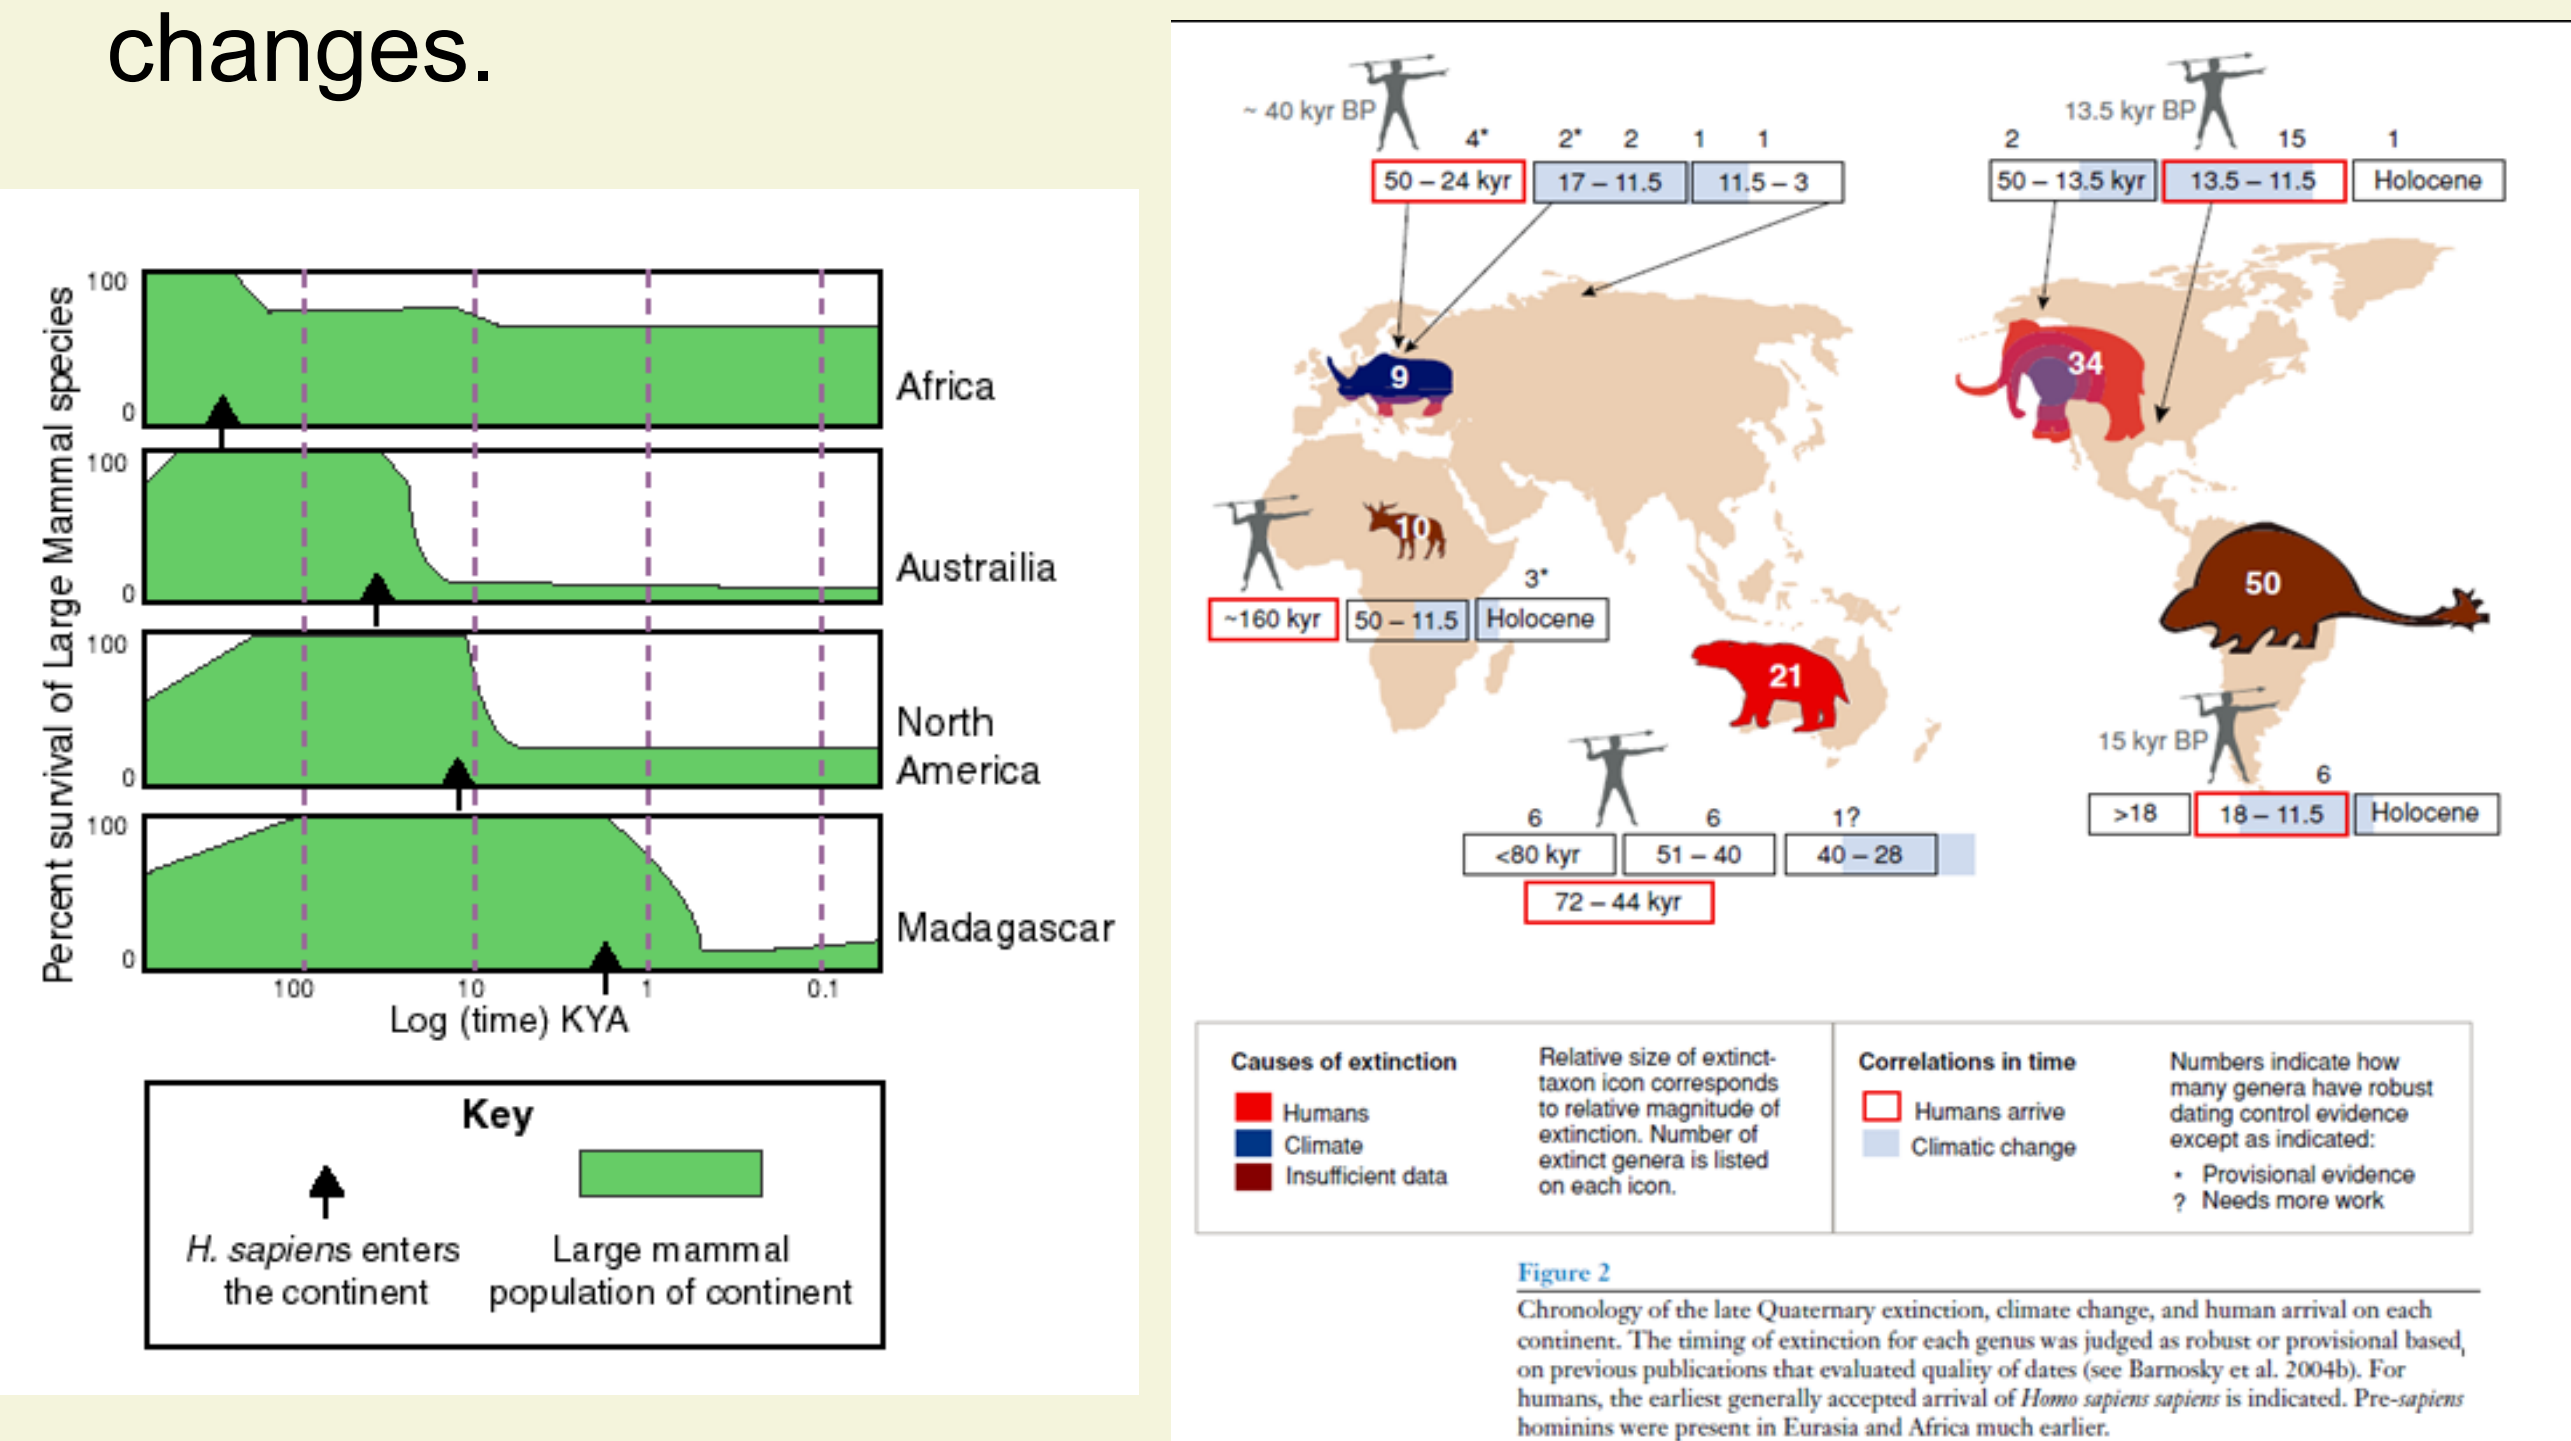 changes.
Percent survival of Large Mammal species
100
0
Africa
100
0
Austrailia
100
0
North
America
100
0
Madagascar
100
10
1
0.1
Log (time) KYA
Key
H. sapiens enters
the continent
Large mammal
population of continent
~ 40 kyr BP
4* 2* 2 1 1
50 – 24 kyr 17 – 11.5 11.5 – 3
13.5 kyr BP
2 15 1
50 – 13.5 kyr 13.5 – 11.5 Holocene
9
34
10
3*
~160 kyr 50 – 11.5 Holocene
50
21
15 kyr BP
6
>18 18 – 11.5 Holocene
6 6 1?
<80 kyr 51 – 40 40 – 28
72 – 44 kyr
Causes of extinction
Humans
Climate
Insufficient data
Relative size of extinct-
taxon icon corresponds
to relative magnitude of
extinction. Number of
extinct genera is listed
on each icon.
Correlations in time
Humans arrive
Climatic change
Numbers indicate how
many genera have robust
dating control evidence
except as indicated:
* Provisional evidence
? Needs more work
Figure 2
Chronology of the late Quaternary extinction, climate change, and human arrival on each
continent. The timing of extinction for each genus was judged as robust or provisional based,
on previous publications that evaluated quality of dates (see Barnosky et al. 2004b). For
humans, the earliest generally accepted arrival of Homo sapiens sapiens is indicated. Pre-sapiens
hominins were present in Eurasia and Africa much earlier.